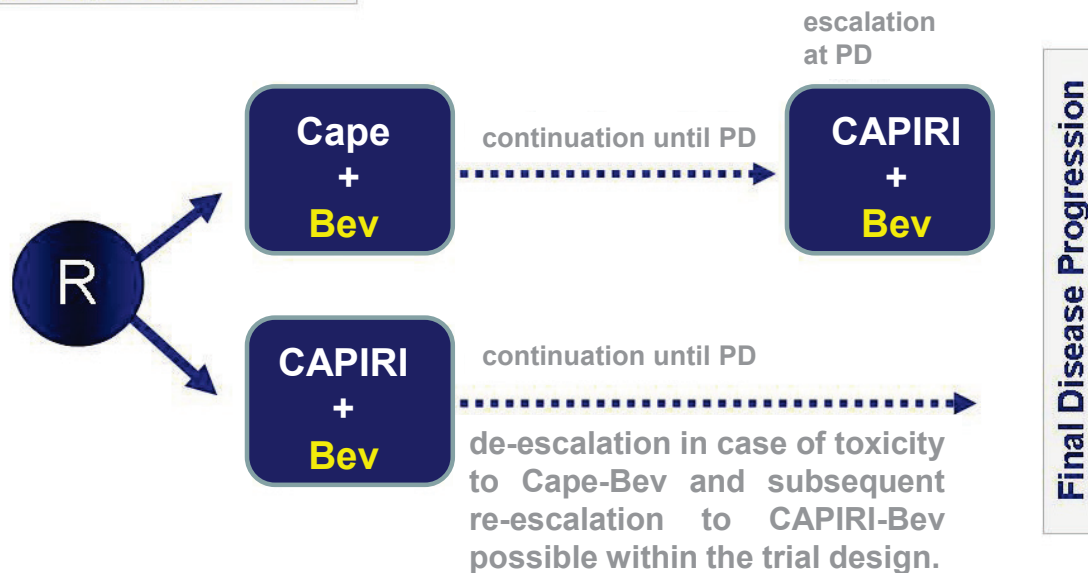 escalation
at PD
Cape
+
Bev
continuation until PD
CAPIRI
+
Bev
R
CAPIRI
+
Bev
continuation until PD
de-escalation in case of toxicity
to Cape-Bev and subsequent
re-escalation to CAPIRI-Bev
possible within the trial design.
Final Disease Progression